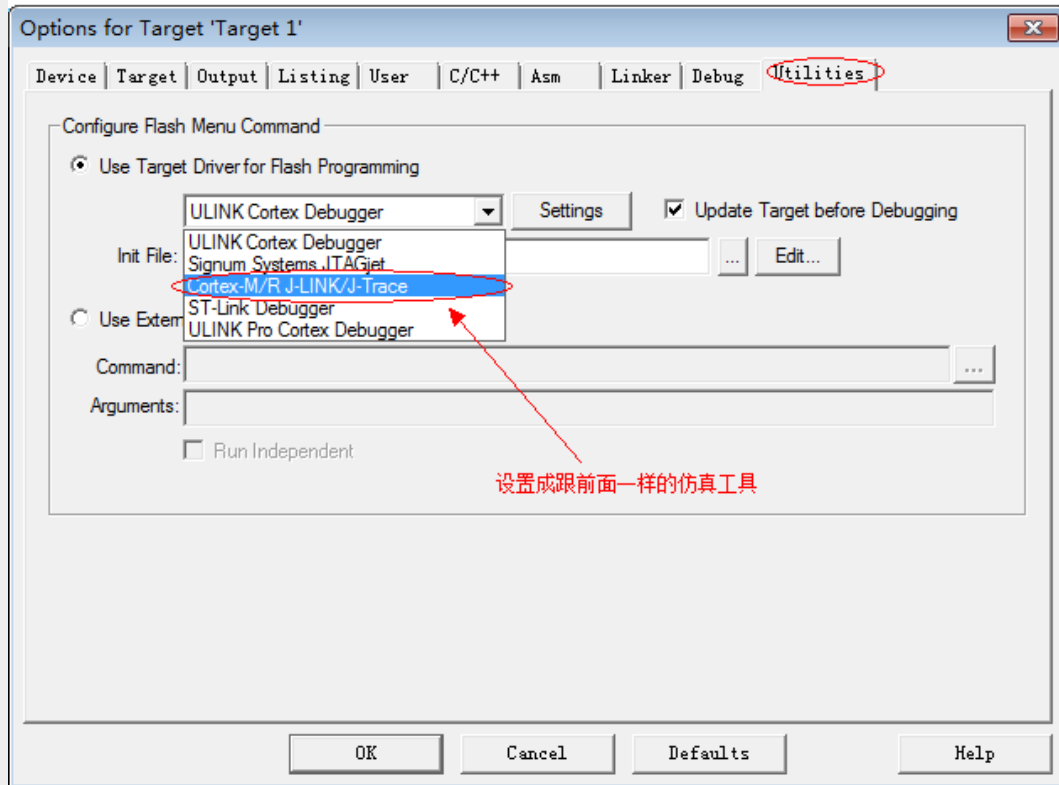 Options for Target 'Target 1'
Device Target Output Listing User C/C++ Asm Linker Debug Utilities
Configure Flash Menu Command
Use Target Driver for Flash Programming
ULINK Cortex Debugger Settings Update Target before Debugging
ULINK Cortex Debugger
Init File: ... Edit...
Signum Systems JTAGjet
Cortex-M/R J-LINK/J-Trace
ST-Link Debugger
Use Extern
ULINK Pro Cortex Debugger
Command: ...
Arguments:
Run Independent
设置成跟前面一样的仿真工具
OK Cancel Defaults Help